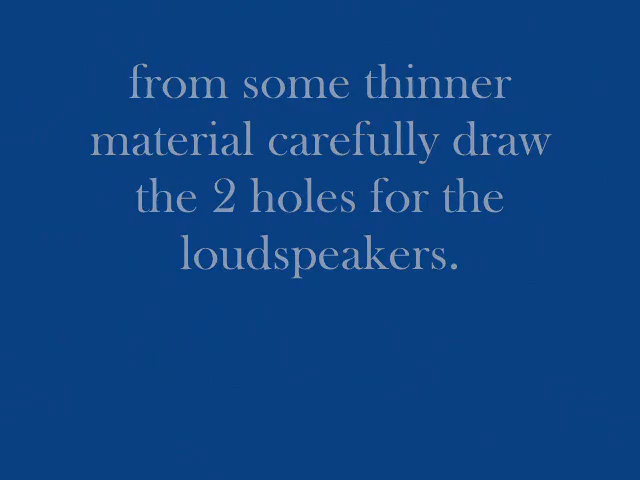 from some thinner
material carefully draw
the 2 holes for the
loudspeakers.